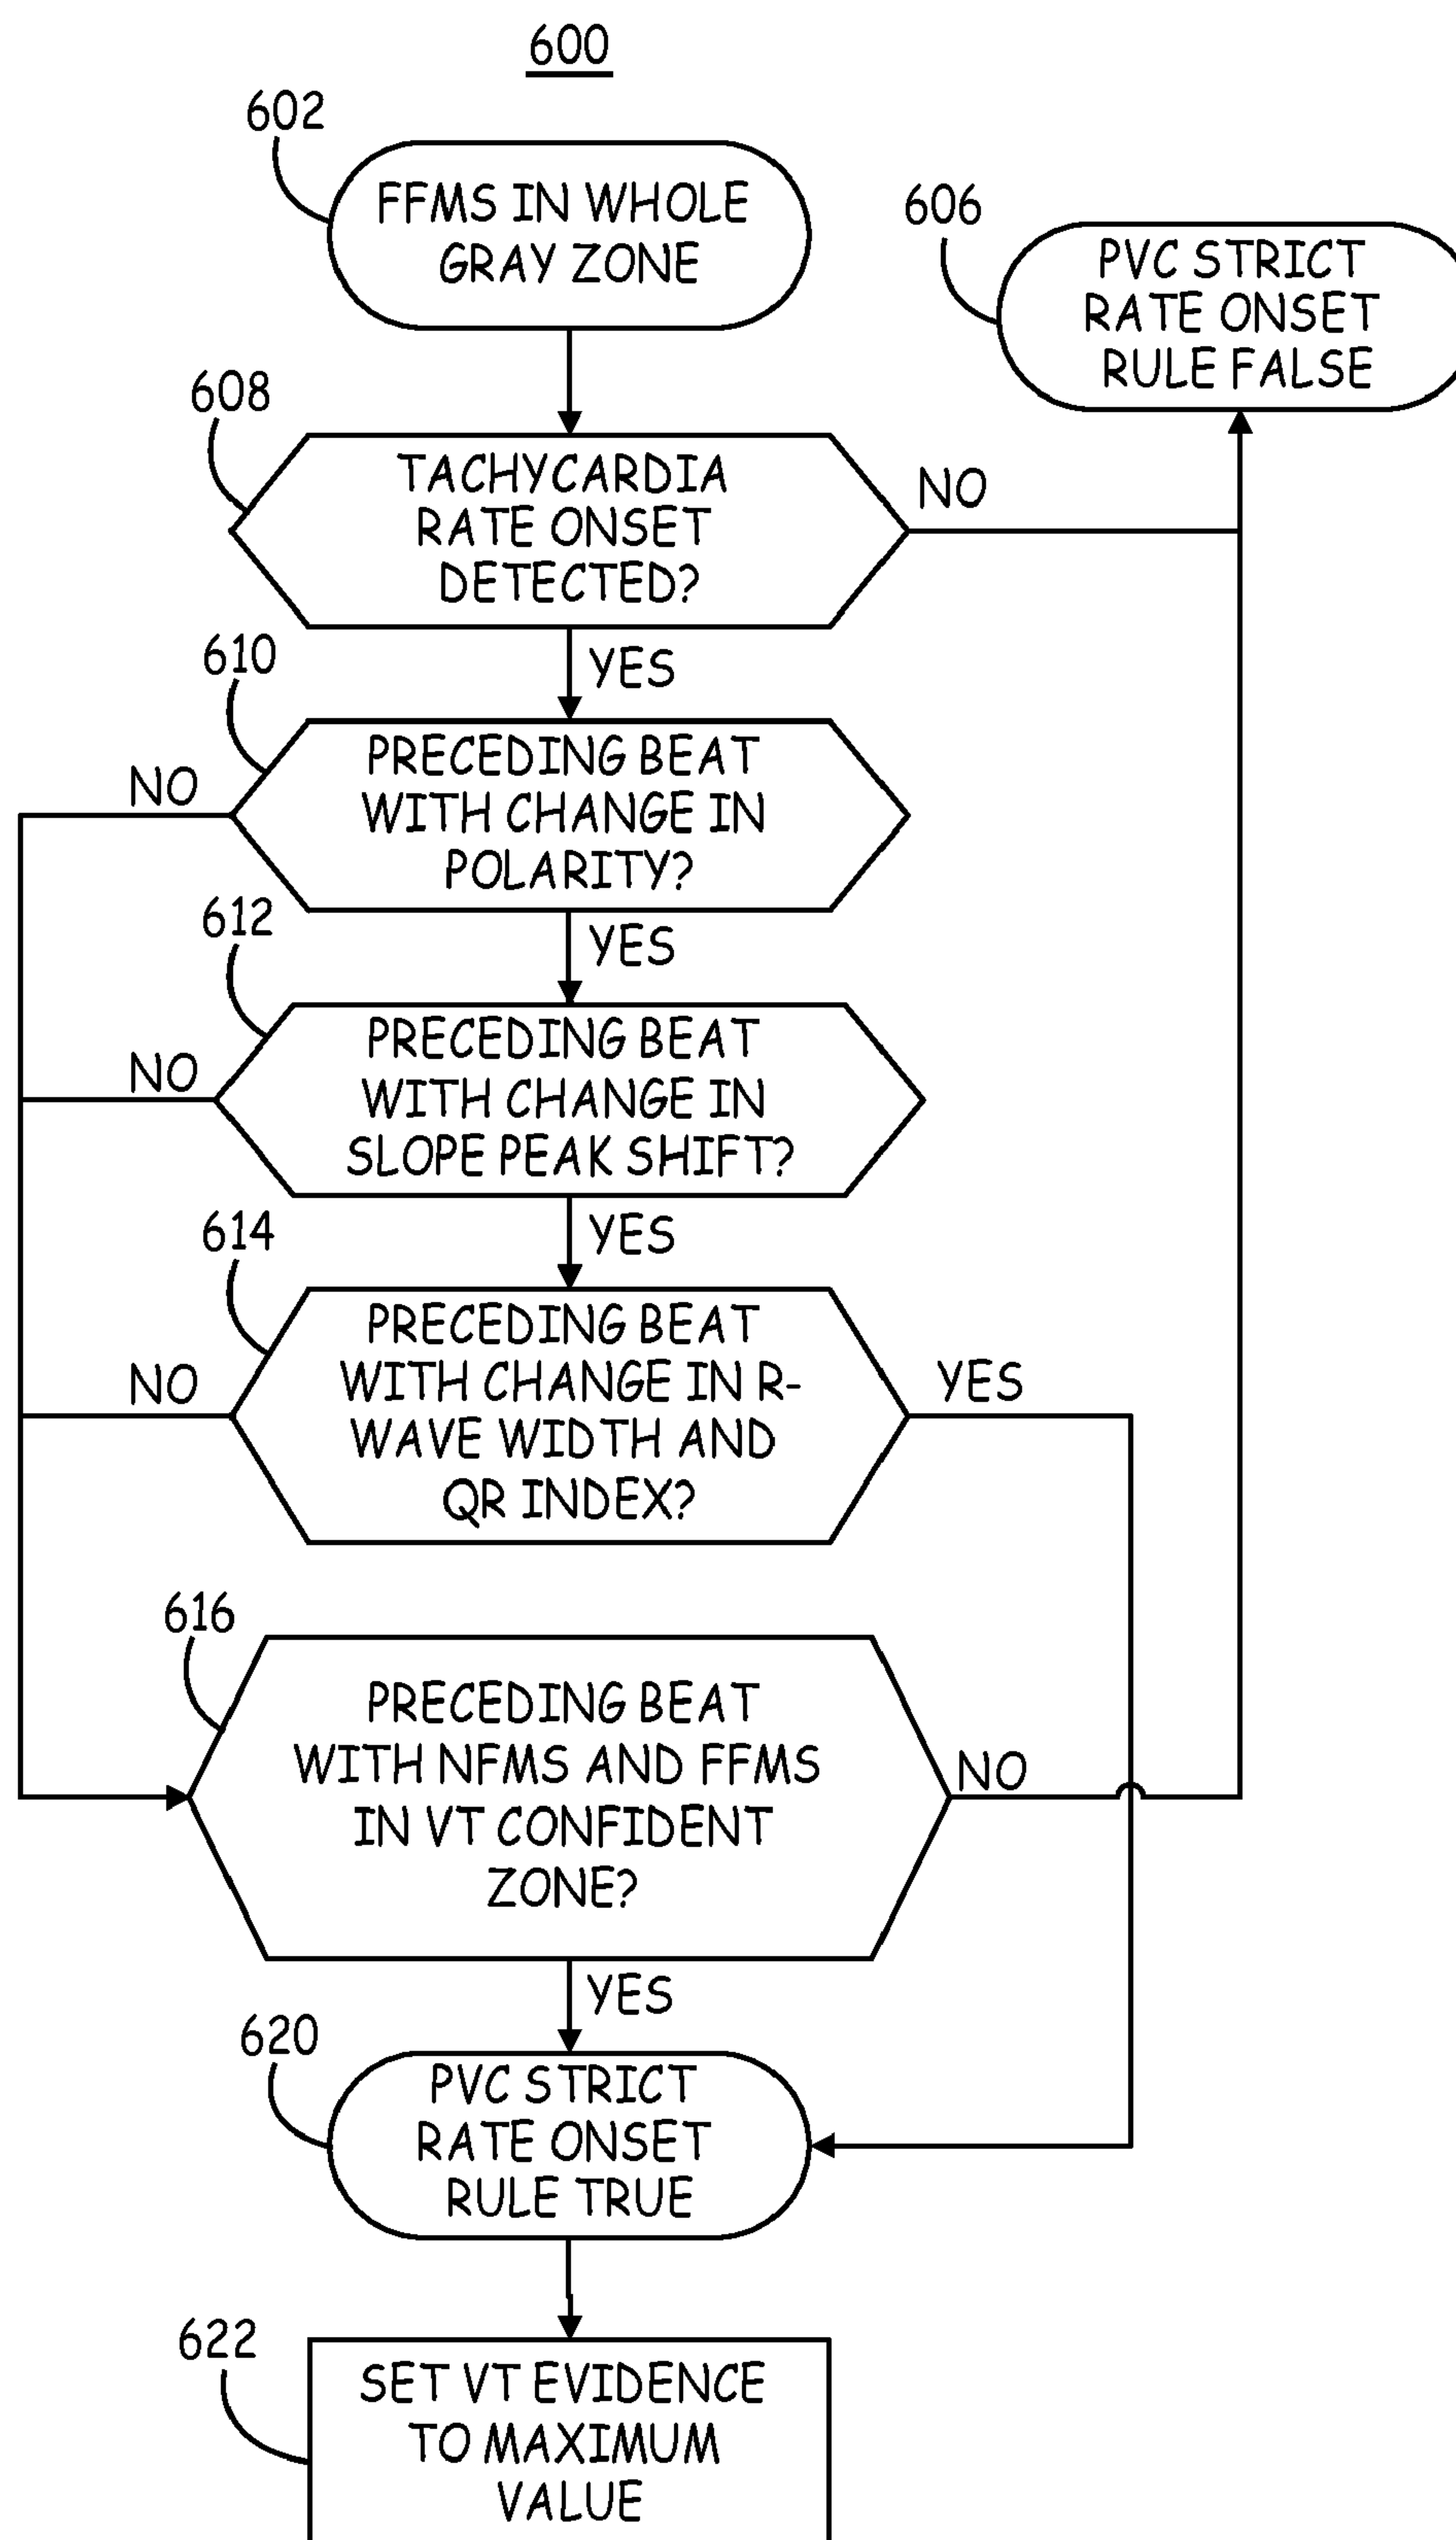 600
602
FFMS IN WHOLE
GRAY ZONE
606
PVC STRICT
RATE ONSET
RULE FALSE
608
TACHYCARDIA
RATE ONSET
DETECTED?
NO
YES
610
PRECEDING BEAT
WITH CHANGE IN
POLARITY?
NO
YES
612
PRECEDING BEAT
WITH CHANGE IN
SLOPE PEAK SHIFT?
NO
YES
614
PRECEDING BEAT
WITH CHANGE IN R-
WAVE WIDTH AND
QR INDEX?
NO
YES
616
PRECEDING BEAT
WITH NFMS AND FFMS
IN VT CONFIDENT
ZONE?
NO
YES
620
PVC STRICT
RATE ONSET
RULE TRUE
622
SET VT EVIDENCE
TO MAXIMUM
VALUE